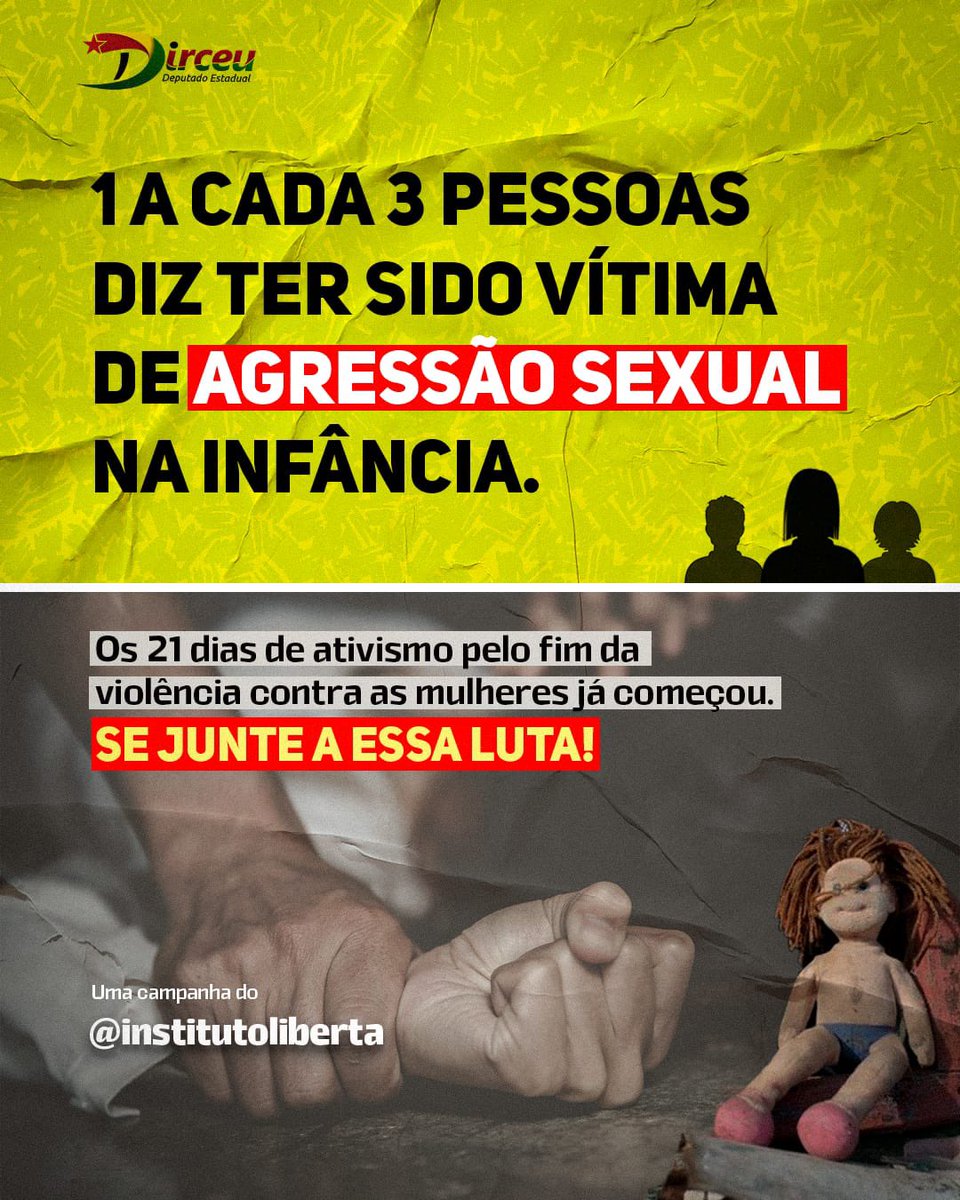 Dirceu
Deputado Estadual
1 A CADA 3 PESSOAS
DIZ TER SIDO VÍTIMA
DE AGRESSÃO SEXUAL
NA INFÂNCIA.
Os 21 dias de ativismo pelo fim da
violência contra as mulheres já começou.
SE JUNTE A ESSA LUTA!
Uma campanha do
@institutoliberta